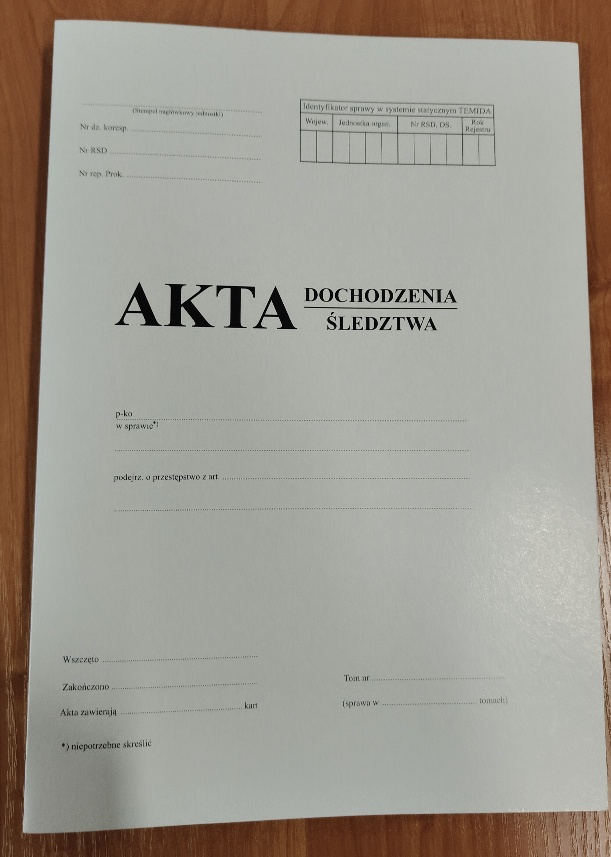 (Stempel nagłówkowy jednostki)
Nr dz. koresp.
Nr RSD
Nr rep. Prok.
Identyfikator sprawy w systemie statycznym TEMIDA
Wojew. Jednostka organ. Nr RSD, DS. Rok Rejestru
AKTA DOCHODZENIA
ŚLEDZTWA
p-ko
w sprawie*)
podejrz. o przestępstwo z art.
Wszczęto
Zakończono
Akta zawierają kart
Tom nr
(sprawa w tomach)
*) niepotrzebne skreślić